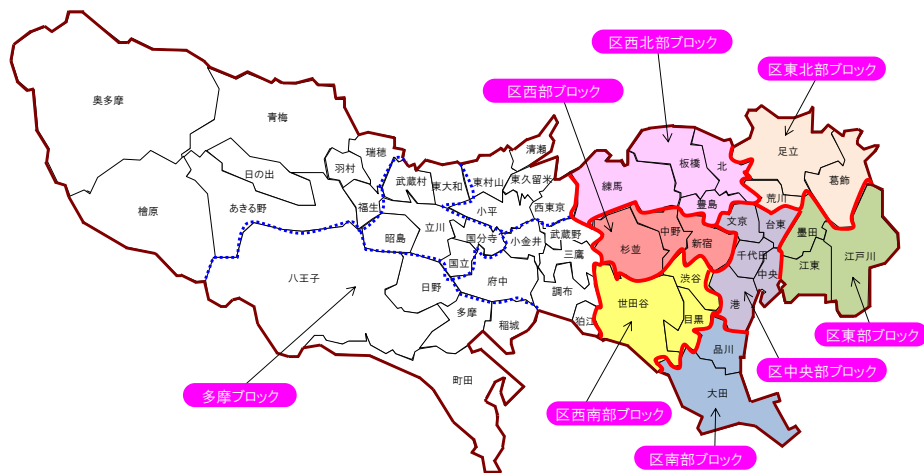 区西北部ブロック
区東北部ブロック
区西部ブロック
奥多摩
青梅
瑞穂
羽村
日の出
あきる野
檜原
福生
武蔵村
東大和
東村山
清瀬
東久留米
西東京
小平
昭島
立川
国分寺
小金井
武蔵野
三鷹
国立
八王子
日野
府中
調布
多摩
稲城
狛江
町田
練馬
板橋
北
豊島
足立
葛飾
荒川
杉並
中野
新宿
文京
台東
千代田
中央
港
墨田
江東
江戸川
世田谷
渋谷
目黒
品川
大田
区東部ブロック
区中央部ブロック
多摩ブロック
区西南部ブロック
区南部ブロック